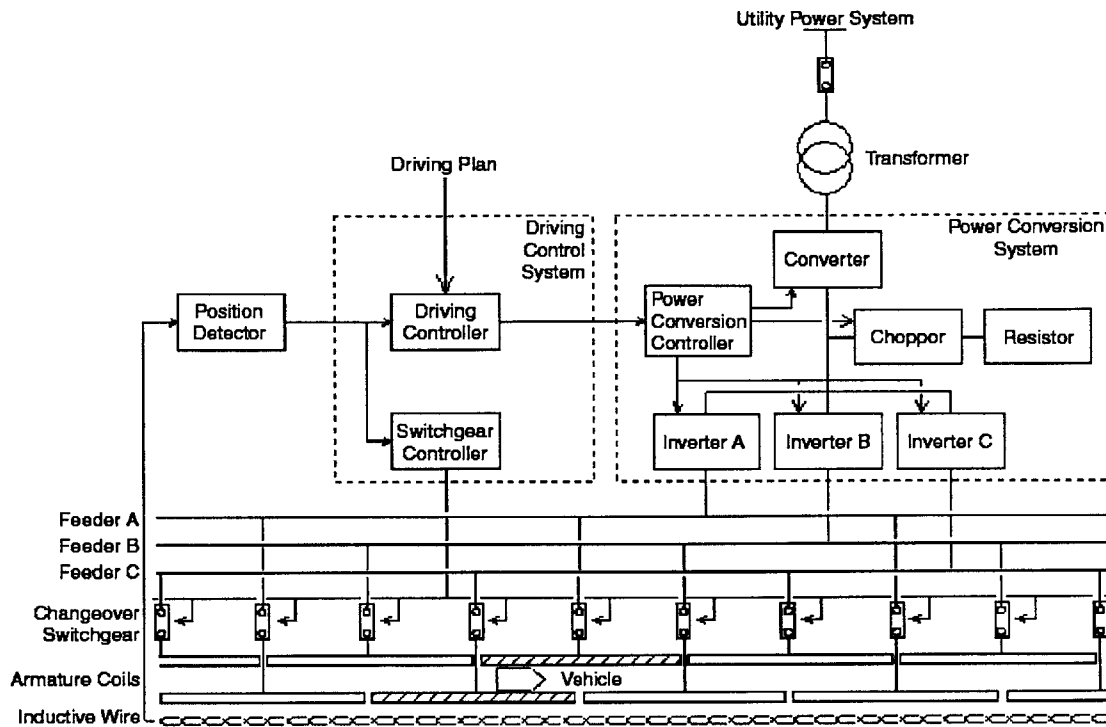 Utility Power System
Transformer
Driving Plan
Driving
Control
System
Power Conversion
System
Converter
Position
Detector
Driving
Controller
Power
Conversion
Controller
Choppor
Resistor
Switchgear
Controller
Inverter A
Inverter B
Inverter C
Feeder A
Feeder B
Feeder C
Changeover
Switchgear
Armature Coils
Vehicle
Inductive Wire